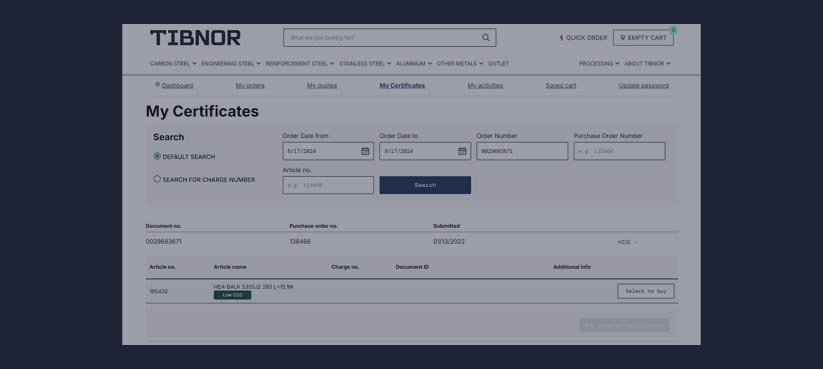 TIBNOR
What are you looking for?
QUICK ORDER
EMPTY CART
CARBON STEEL ENGINEERING STEEL REINFORCEMENT STEEL STAINLESS STEEL ALUMINUM OTHER METALS OUTLET PROCESSING ABOUT TIBNOR
Dashboard My orders My quotes My Certificates My activities Saved cart Update password
My Certificates
Search
DEFAULT SEARCH
SEARCH FOR CHARGE NUMBER
Order Date from Order Date to Order Number Purchase Order Number
9/17/2024 9/17/2024 0029683671 e.g. 123456
Article no.
e.g. 123456 Search
Document no. Purchase order no. Submitted
0029683671 138486 01/13/2022 HIDE -
Article no. Article name Charge no. Document ID Additional info
165432 HEA-BALK S355J2 280 L=15,1M Select to buy
Low CO2